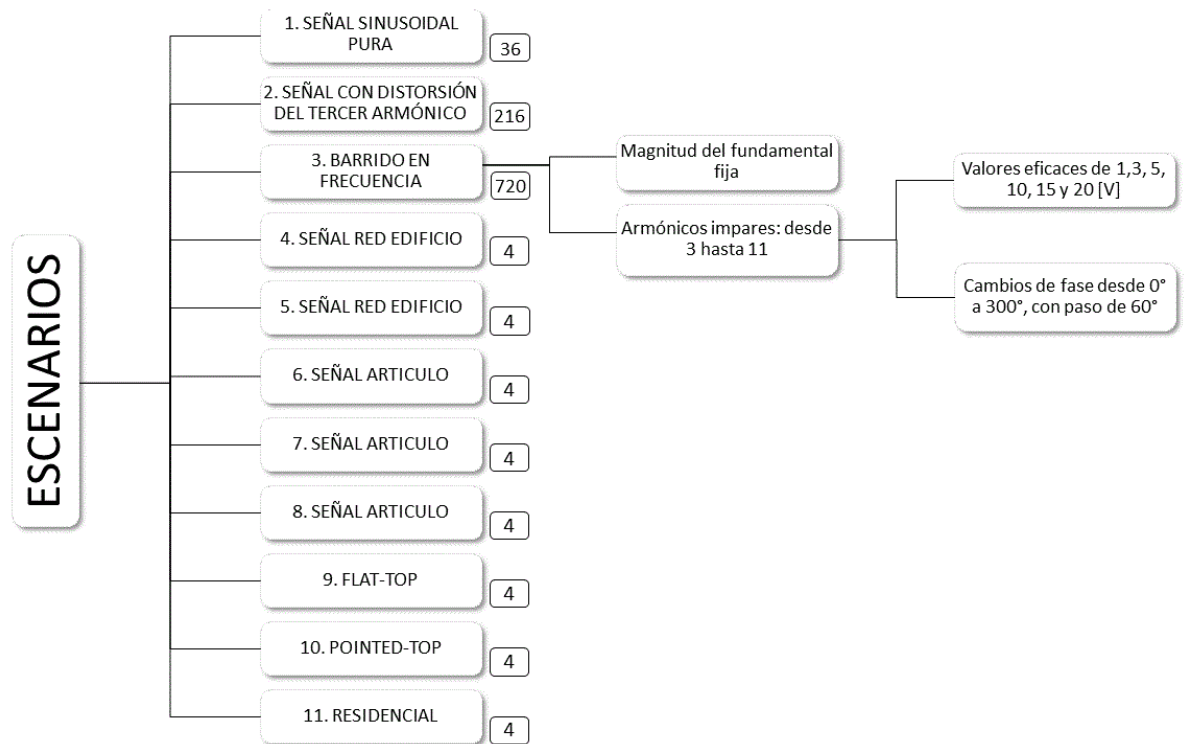 ESCENARIOS
1. SEÑAL SINUSOIDAL
PURA
36
2. SEÑAL CON DISTORSIÓN
DEL TERCER ARMÓNICO
216
3. BARRIDO EN
FRECUENCIA
720
Magnitud del fundamental
fija
Armónicos impares: desde
3 hasta 11
Valores eficaces de 1,3, 5,
10, 15 y 20 [V]
Cambios de fase desde 0°
a 300°, con paso de 60°
4. SEÑAL RED EDIFICIO
4
5. SEÑAL RED EDIFICIO
4
6. SEÑAL ARTICULO
4
7. SEÑAL ARTICULO
4
8. SEÑAL ARTICULO
4
9. FLAT-TOP
4
10. POINTED-TOP
4
11. RESIDENCIAL
4